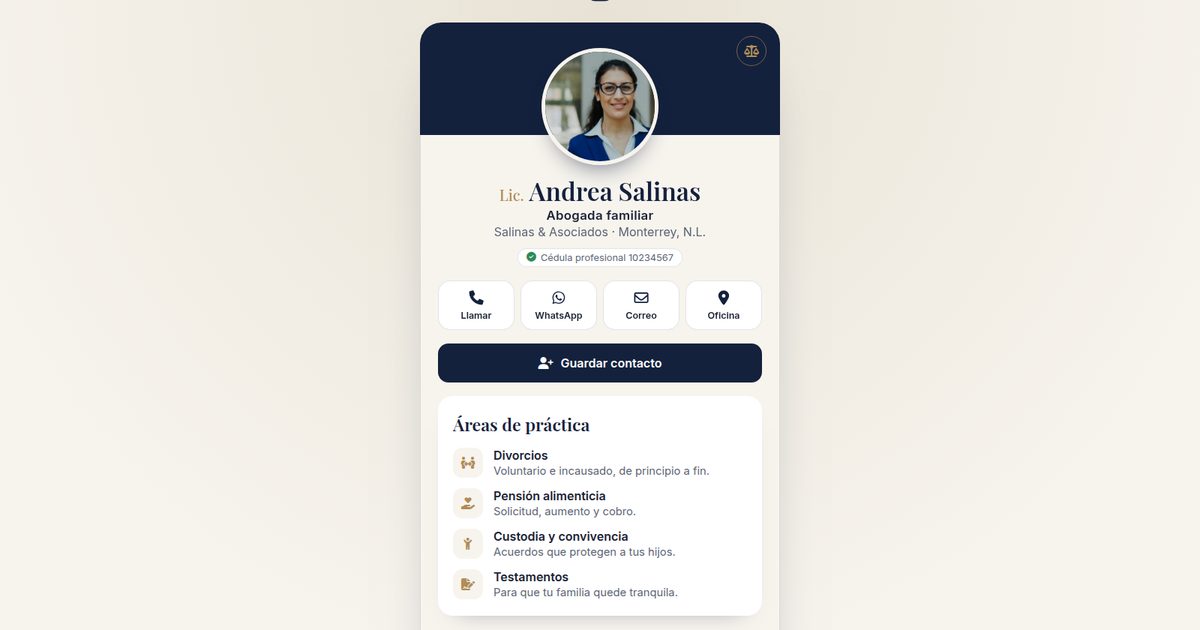 Lic. Andrea Salinas
Abogada familiar
Salinas & Asociados · Monterrey, N.L.
Cédula profesional 10234567
Llamar
WhatsApp
Correo
Oficina
Guardar contacto
Áreas de práctica
Divorcios
Voluntario e incausado, de principio a fin.
Pensión alimenticia
Solicitud, aumento y cobro.
Custodia y convivencia
Acuerdos que protegen a tus hijos.
Testamentos
Para que tu familia quede tranquila.